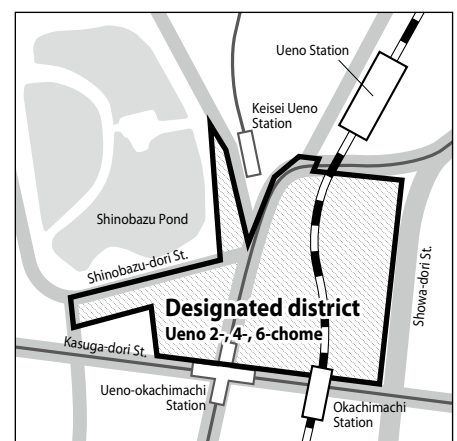 Ueno Station
Keisei Ueno
Station
Shinobazu Pond
Shinobazu-dori St.
Showa-dori St.
Designated district
Ueno 2-, 4-, 6-chome
Kasuga-dori St.
Ueno-okachimachi
Station
Okachimachi
Station